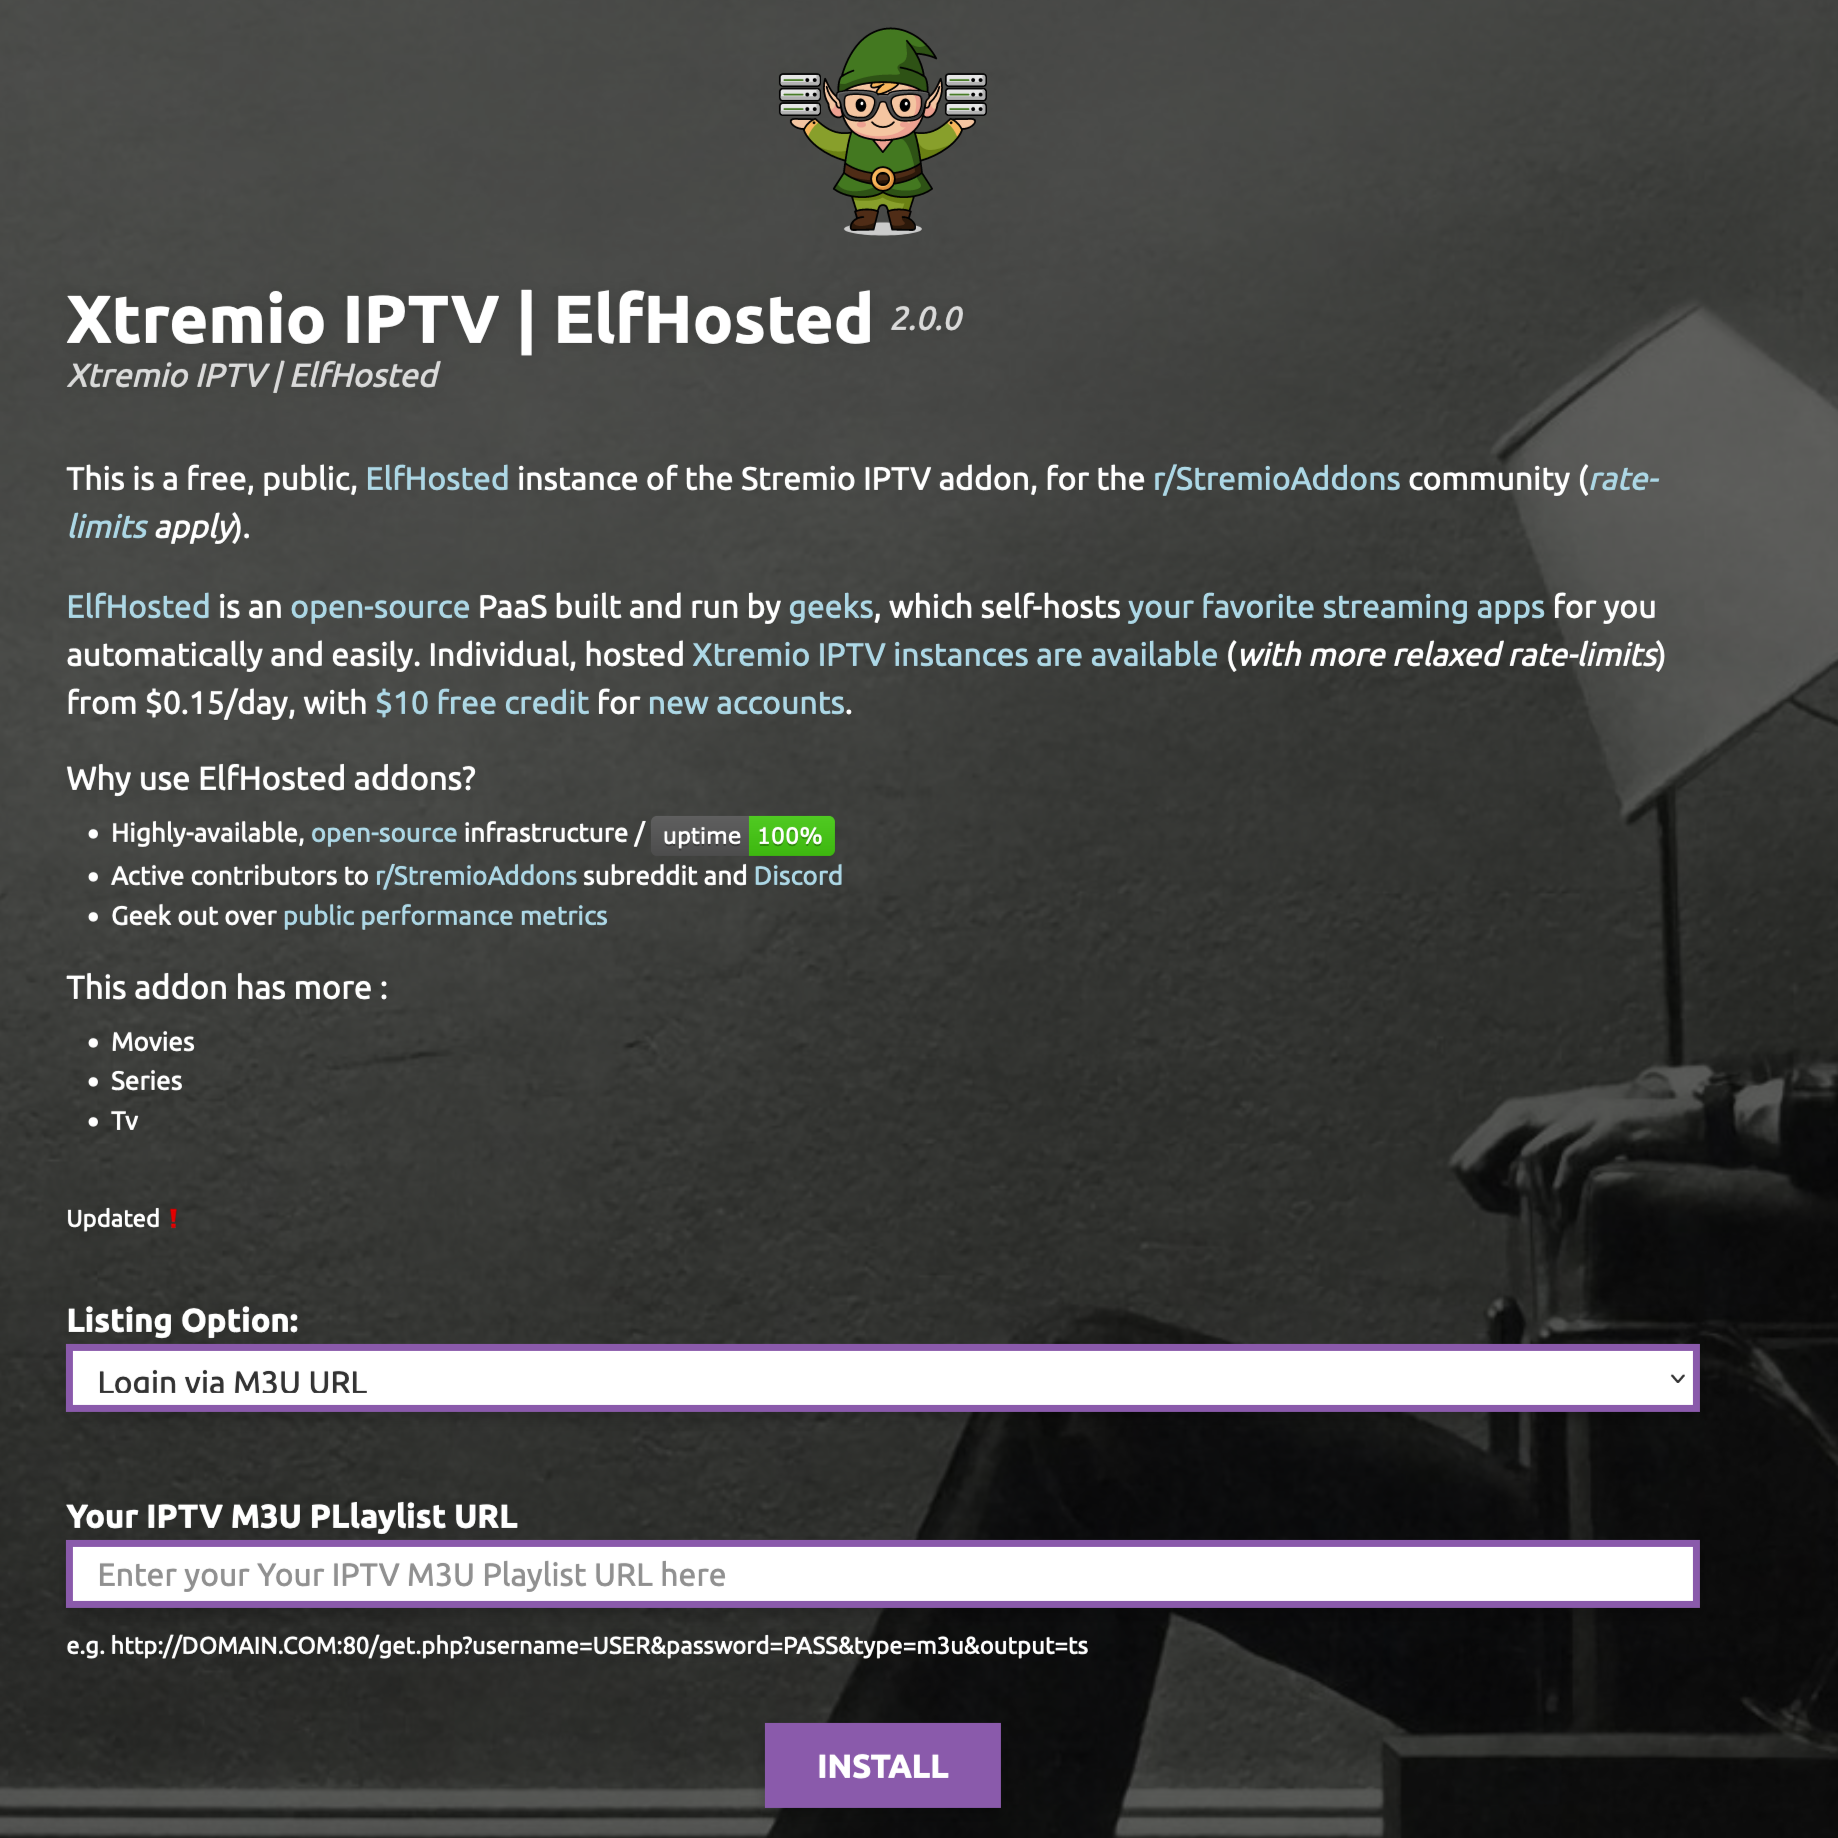 Xtremio IPTV | ElfHosted 2.0.0
Xtremio IPTV | ElfHosted
This is a free, public, ElfHosted instance of the Stremio IPTV addon, for the r/StremioAddons community (rate-
limits apply).
ElfHosted is an open-source PaaS built and run by geeks, which self-hosts your favorite streaming apps for you
automatically and easily. Individual, hosted Xtremio IPTV instances are available (with more relaxed rate-limits)
from $0.15/day, with $10 free credit for new accounts.
Why use ElfHosted addons?
• Highly-available, open-source infrastructure / uptime 100%
• Active contributors to r/StremioAddons subreddit and Discord
• Geek out over public performance metrics
This addon has more :
• Movies
• Series
• Tv
Updated ❗
Listing Option:
Login via M3U URL
Your IPTV M3U PLlaylist URL
Enter your Your IPTV M3U Playlist URL here
e.g. http://DOMAIN.COM:80/get.php?username=USER&password=PASS&type=m3u&output=ts
INSTALL